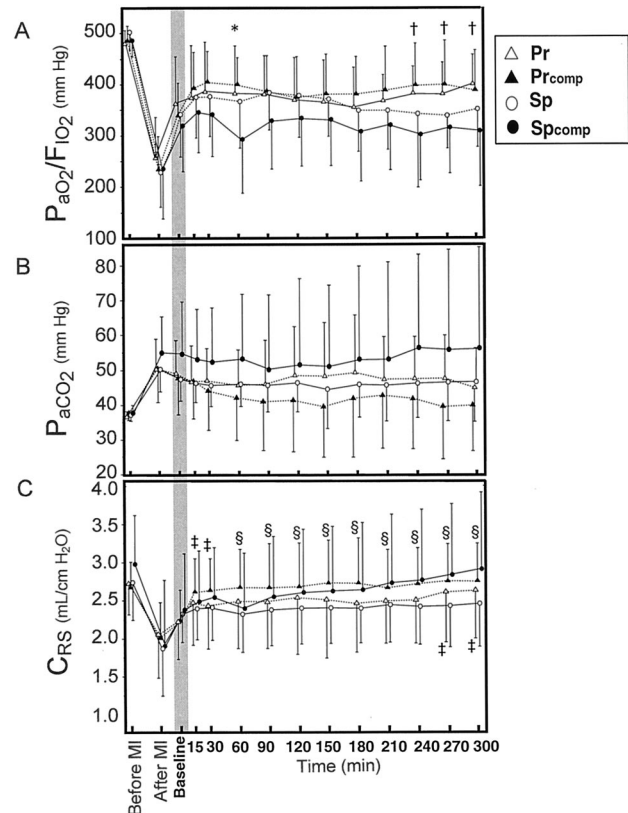 A
PaO2/FIO2 (mm Hg)
500
400
300
200
100
* † † †
Pr
Prcomp
Sp
Spcomp
B
PaCO2 (mm Hg)
80
70
60
50
40
30
20
C
CRS (mL/cm H2O)
4.0
3.5
3.0
2.5
2.0
1.5
1.0
‡ ‡ § § § § § § § § §
‡ ‡
Before MI After MI Baseline 15 30 60 90 120 150 180 210 240 270 300
Time (min)